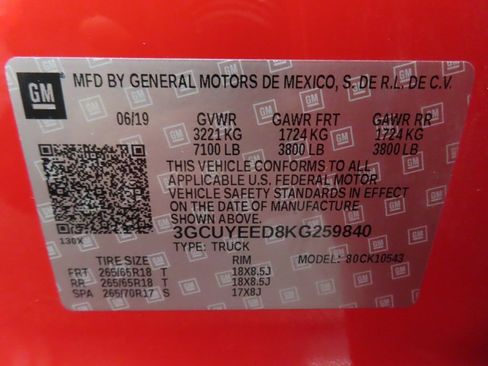 GM
MFD BY GENERAL MOTORS DE MEXICO, S. DE R.L. DE C.V.
06/19 GVWR GAWR FRT GAWR RR
3221 KG 1724 KG 1724 KG
7100 LB 3800 LB 3800 LB
THIS VEHICLE CONFORMS TO ALL
APPLICABLE U.S. FEDERAL MOTOR
VEHICLE SAFETY STANDARDS IN EFFECT
ON THE DATE OF MANUFACTURE
SHOWN ABOVE.
3GCUYEED8KG259840
130X TYPE: TRUCK
TIRE SIZE RIM MODEL: 80CK10543
FRT 265/65R18 T 18X8.5J
RR 265/65R18 T 18X8.5J
SPA 265/70R17 S 17X8J